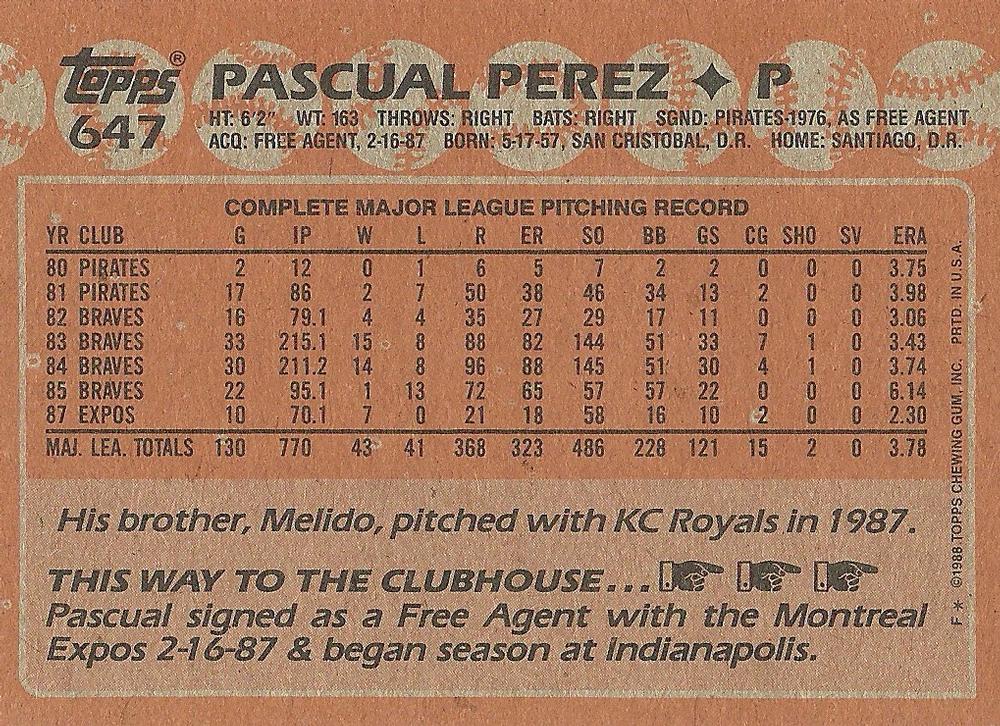 Topps® PASCUAL PEREZ ✦ P
647 HT: 6'2" WT: 163 THROWS: RIGHT BATS: RIGHT SGND: PIRATES-1976, AS FREE AGENT
ACQ: FREE AGENT, 2-16-87 BORN: 5-17-57, SAN CRISTOBAL, D.R. HOME: SANTIAGO, D.R.
COMPLETE MAJOR LEAGUE PITCHING RECORD
YR CLUB G IP W L R ER SO BB GS CG SHO SV ERA
80 PIRATES 2 12 0 1 6 5 7 2 2 0 0 0 3.75
81 PIRATES 17 86 2 7 50 38 46 34 13 2 0 0 3.98
82 BRAVES 16 79.1 4 4 35 27 29 17 11 0 0 0 3.06
83 BRAVES 33 215.1 15 8 88 82 144 51 33 7 1 0 3.43
84 BRAVES 30 211.2 14 8 96 88 145 51 30 4 1 0 3.74
85 BRAVES 22 95.1 1 13 72 65 57 57 22 0 0 0 6.14
87 EXPOS 10 70.1 7 0 21 18 58 16 10 2 0 0 2.30
MAJ. LEA. TOTALS 130 770 43 41 368 323 486 228 121 15 2 0 3.78
His brother, Melido, pitched with KC Royals in 1987.
THIS WAY TO THE CLUBHOUSE...
Pascual signed as a Free Agent with the Montreal
Expos 2-16-87 & began season at Indianapolis.
F * ©1988 TOPPS CHEWING GUM, INC. PRTD. IN U.S.A.